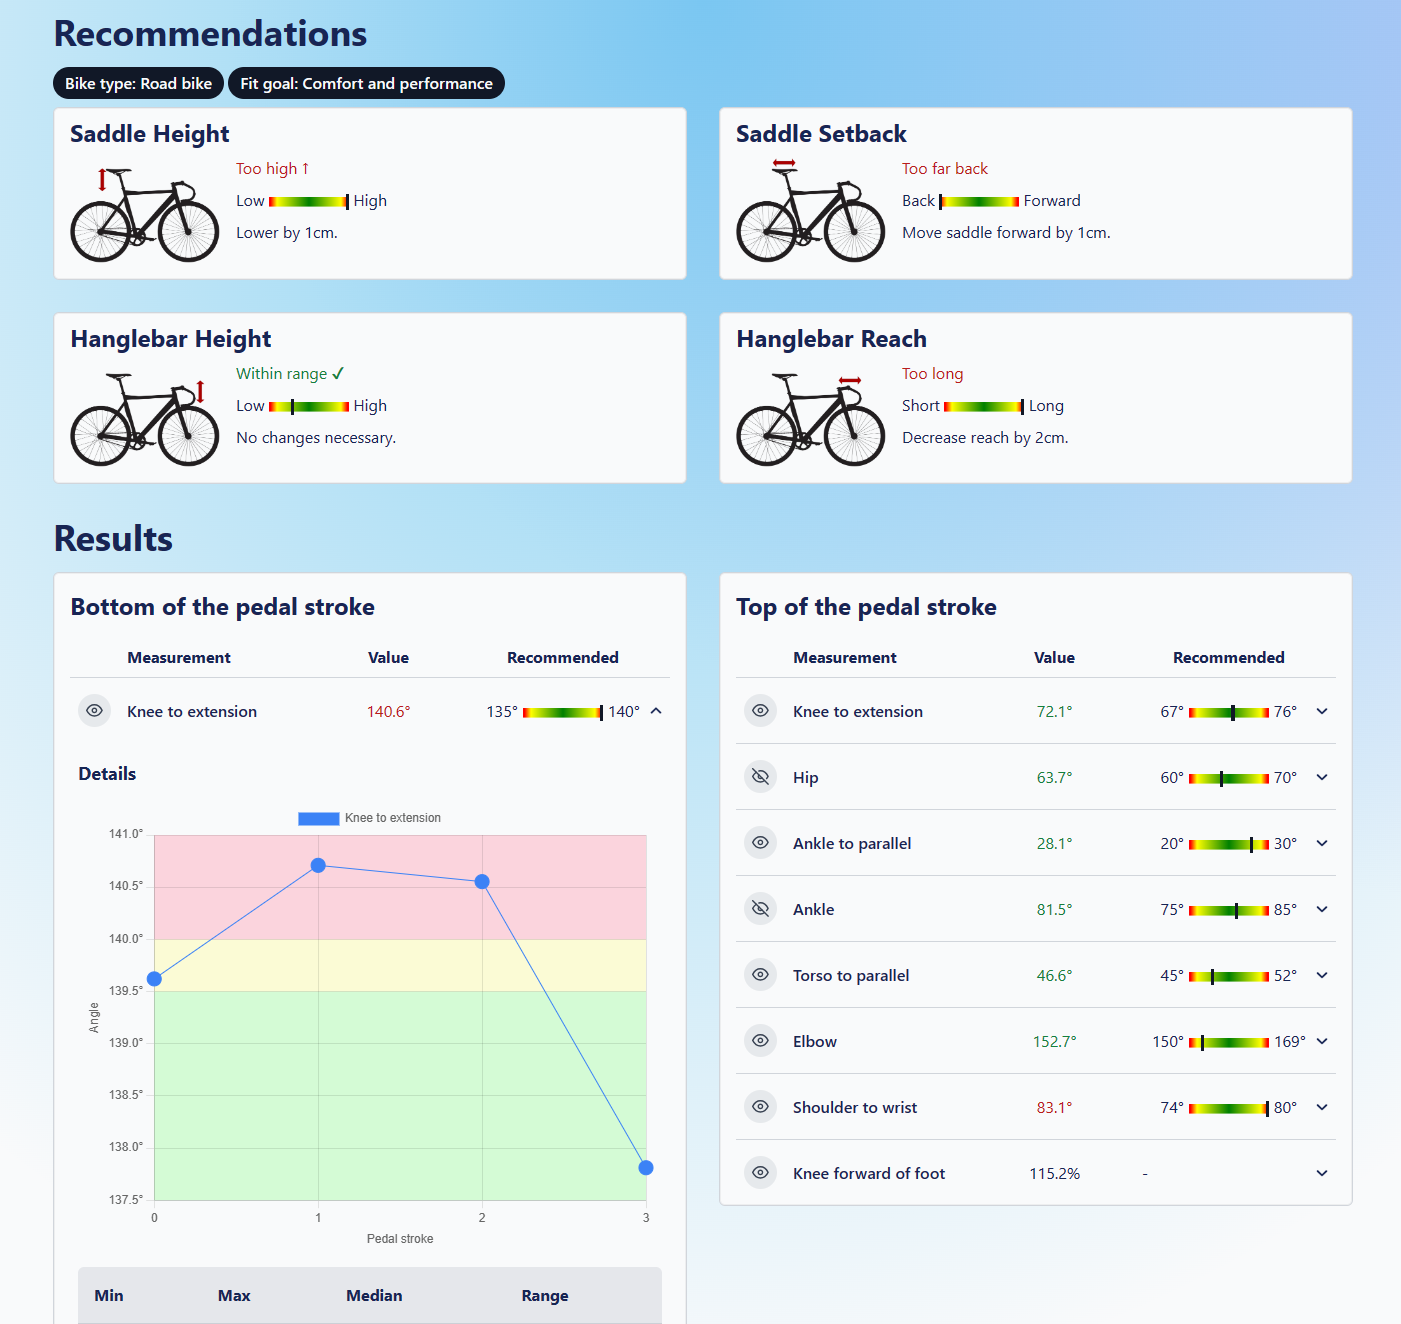 Recommendations
Bike type: Road bike
Fit goal: Comfort and performance
Saddle Height
Too high ↑
Low High
Lower by 1cm.
Saddle Setback
Too far back
Back Forward
Move saddle forward by 1cm.
Hanglebar Height
Within range ✓
Low High
No changes necessary.
Hanglebar Reach
Too long
Short Long
Decrease reach by 2cm.
Results
Bottom of the pedal stroke
Measurement Value Recommended
Knee to extension 140.6° 135° 140°
Details
Knee to extension
141.0°
140.5°
140.0°
139.5°
139.0°
138.5°
138.0°
137.5°
Angle
0 1 2 3
Pedal stroke
Min Max Median Range
Top of the pedal stroke
Measurement Value Recommended
Knee to extension 72.1° 67° 76°
Hip 63.7° 60° 70°
Ankle to parallel 28.1° 20° 30°
Ankle 81.5° 75° 85°
Torso to parallel 46.6° 45° 52°
Elbow 152.7° 150° 169°
Shoulder to wrist 83.1° 74° 80°
Knee forward of foot 115.2% -